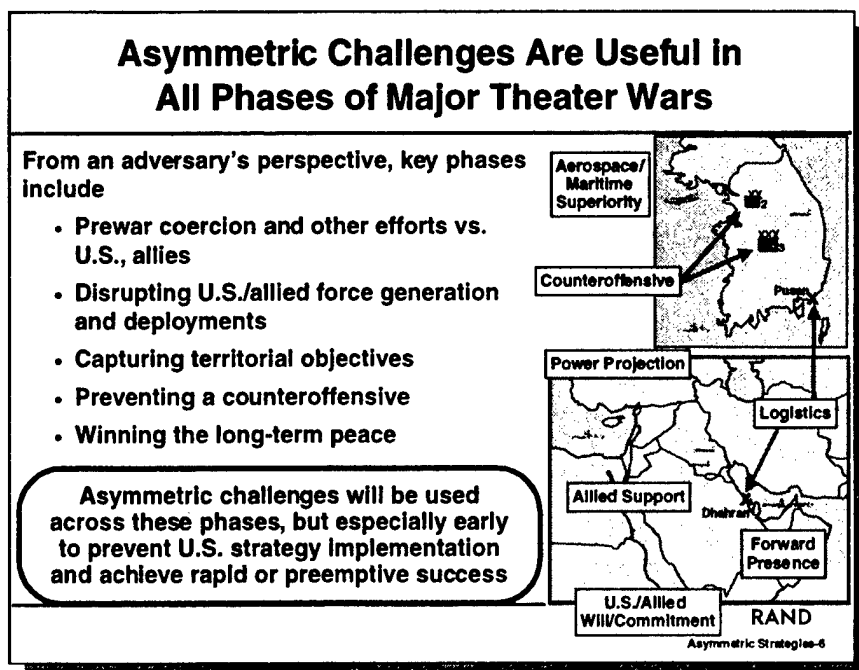 Asymmetric Challenges Are Useful in
All Phases of Major Theater Wars
From an adversary's perspective, key phases
include
• Prewar coercion and other efforts vs.
U.S., allies
• Disrupting U.S./allied force generation
and deployments
• Capturing territorial objectives
• Preventing a counteroffensive
• Winning the long-term peace
Asymmetric challenges will be used
across these phases, but especially early
to prevent U.S. strategy implementation
and achieve rapid or preemptive success
Aerospace/
Maritime
Superiority
XX
2
XXX
3
Counteroffensive
Pusan
Power Projection
Logistics
Allied Support
Dhahran
Forward
Presence
U.S./Allied
Will/Commitment
RAND
Asymmetric Strategies-6